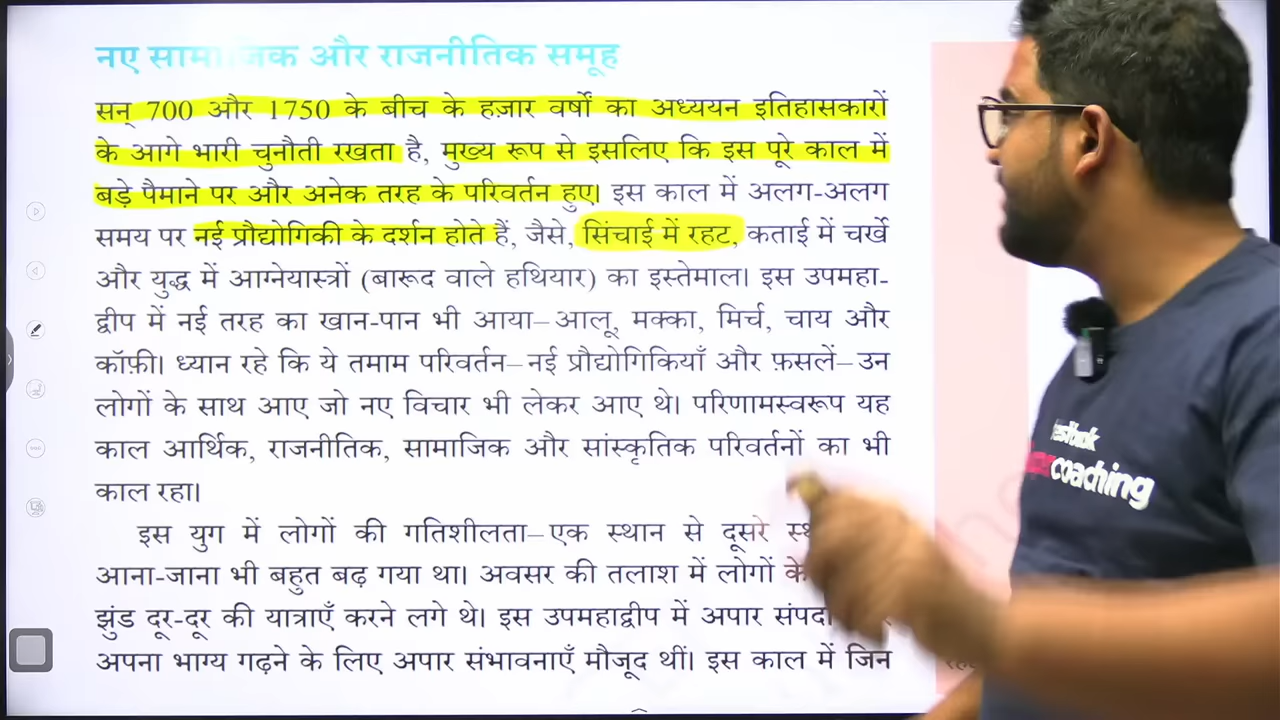 नए सामाजिक और राजनीतिक समूह
सन् 700 और 1750 के बीच के हज़ार वर्षों का अध्ययन इतिहासकारों
के आगे भारी चुनौती रखता है, मुख्य रूप से इसलिए कि इस पूरे काल में
बड़े पैमाने पर और अनेक तरह के परिवर्तन हुए। इस काल में अलग-अलग
समय पर नई प्रौद्योगिकी के दर्शन होते हैं, जैसे, सिंचाई में रहट, कताई में चर्खे
और युद्ध में आग्नेयास्त्रों (बारूद वाले हथियार) का इस्तेमाल। इस उपमहा-
द्वीप में नई तरह का खान-पान भी आया–आलू, मक्का, मिर्च, चाय और
कॉफ़ी। ध्यान रहे कि ये तमाम परिवर्तन–नई प्रौद्योगिकियाँ और फ़सलें–उन
लोगों के साथ आए जो नए विचार भी लेकर आए थे। परिणामस्वरूप यह
काल आर्थिक, राजनीतिक, सामाजिक और सांस्कृतिक परिवर्तनों का भी
काल रहा।
इस युग में लोगों की गतिशीलता–एक स्थान से दूसरे
आना-जाना भी बहुत बढ़ गया था। अवसर की तलाश में लोगों के
झुंड दूर-दूर की यात्राएँ करने लगे थे। इस उपमहाद्वीप में अपार संपदा
अपना भाग्य गढ़ने के लिए अपार संभावनाएँ मौजूद थीं। इस काल में जिन
coaching